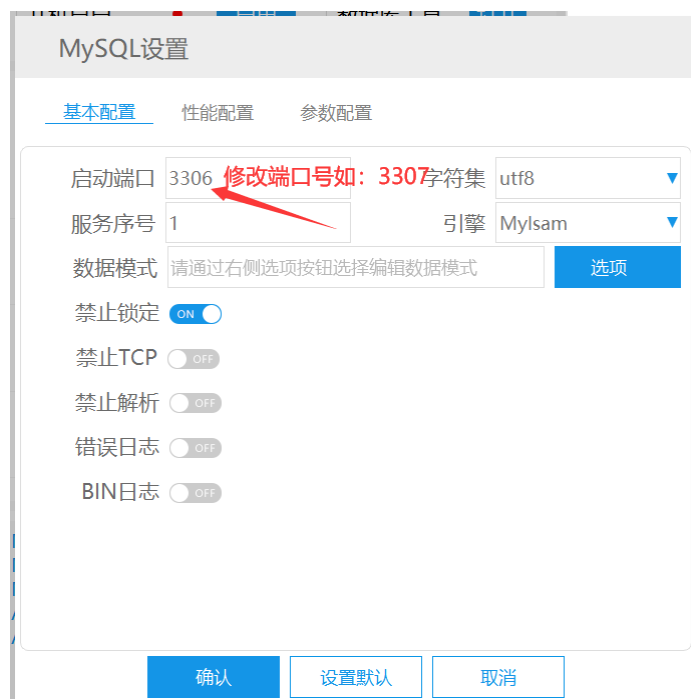 MySQL设置
基本配置 性能配置 参数配置
启动端口 3306 修改端口号如：3307 字符集 utf8
服务序号 1 引擎 MyIsam
数据模式 请通过右侧选项按钮选择编辑数据模式 选项
禁止锁定 ON
禁止TCP OFF
禁止解析 OFF
错误日志 OFF
BIN日志 OFF
确认 设置默认 取消